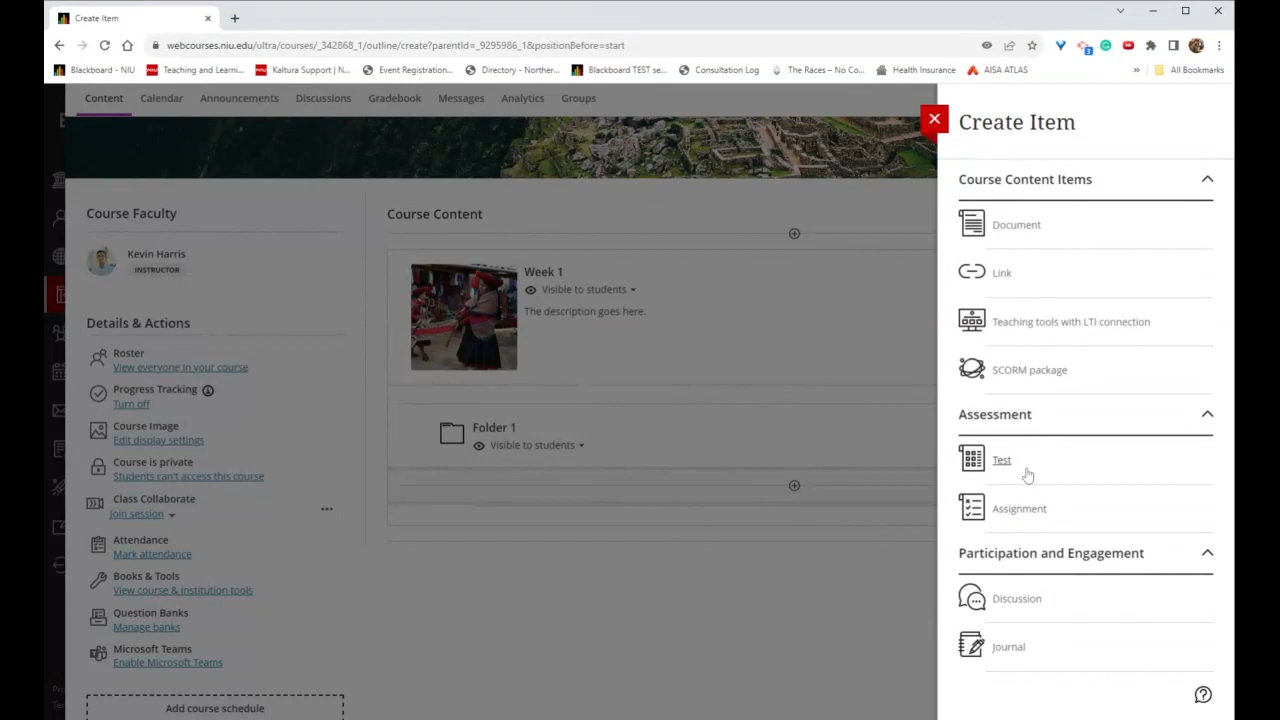 Create Item
webcourses.niu.edu/ultra/courses/_342868_1/outline/create?parentId=_9295986_1&positionBefore=start
2
Blackboard - NIU
Teaching and Learni...
Kaltura Support | N...
Event Registration...
Directory - Norther...
Blackboard TEST se...
Consultation Log
The Races – No Co...
Health Insurance
AISA ATLAS
»
All Bookmarks
Content
Calendar
Announcements
Discussions
Gradebook
Messages
Analytics
Groups
Course Faculty
Kevin Harris
INSTRUCTOR
Details & Actions
Roster
View everyone in your course
Progress Tracking
Turn off
Course Image
Edit display settings
Course is private
Students can't access this course
Class Collaborate
Join session
Attendance
Mark attendance
Books & Tools
View course & institution tools
Question Banks
Manage banks
Microsoft Teams
Enable Microsoft Teams
Add course schedule
Course Content
Week 1
Visible to students
The description goes here.
Folder 1
Visible to students
Create Item
Course Content Items
Document
Link
Teaching tools with LTI connection
SCORM package
Assessment
Test
Assignment
Participation and Engagement
Discussion
Journal